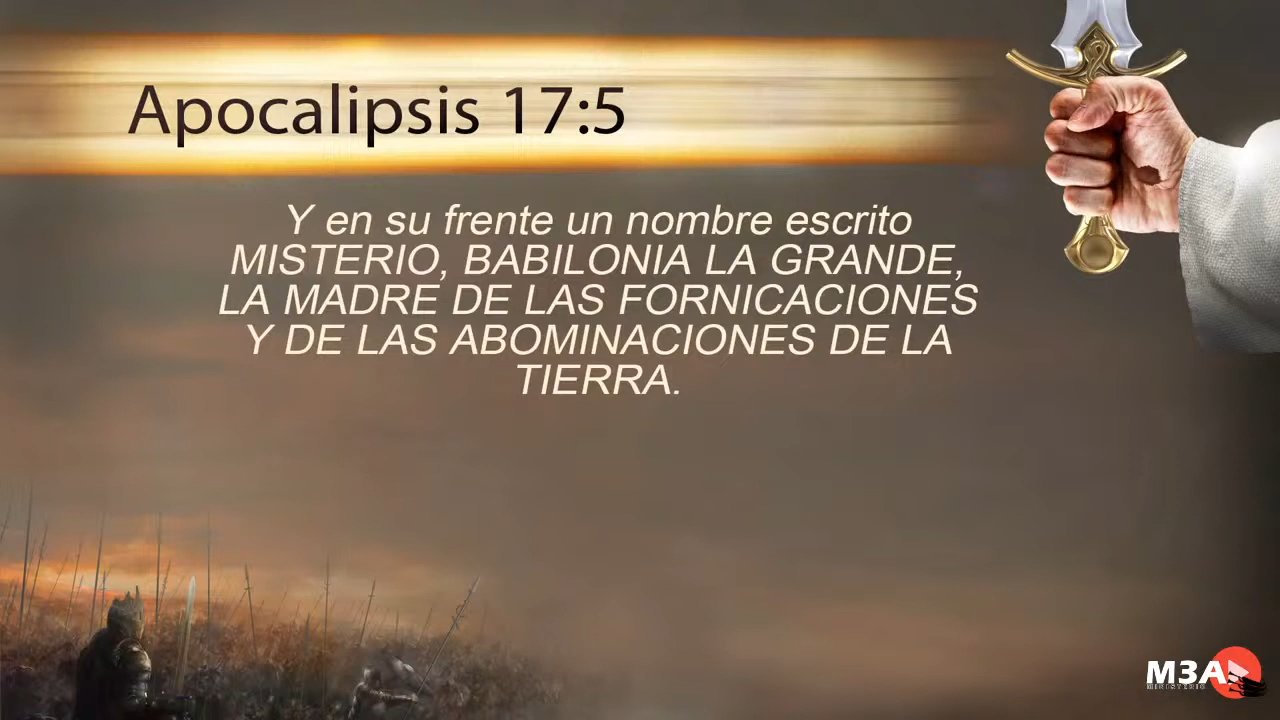 Apocalipsis 17:5
Y en su frente un nombre escrito
MISTERIO, BABILONIA LA GRANDE,
LA MADRE DE LAS FORNICACIONES
Y DE LAS ABOMINACIONES DE LA
TIERRA.
M3A
MINISTERIO